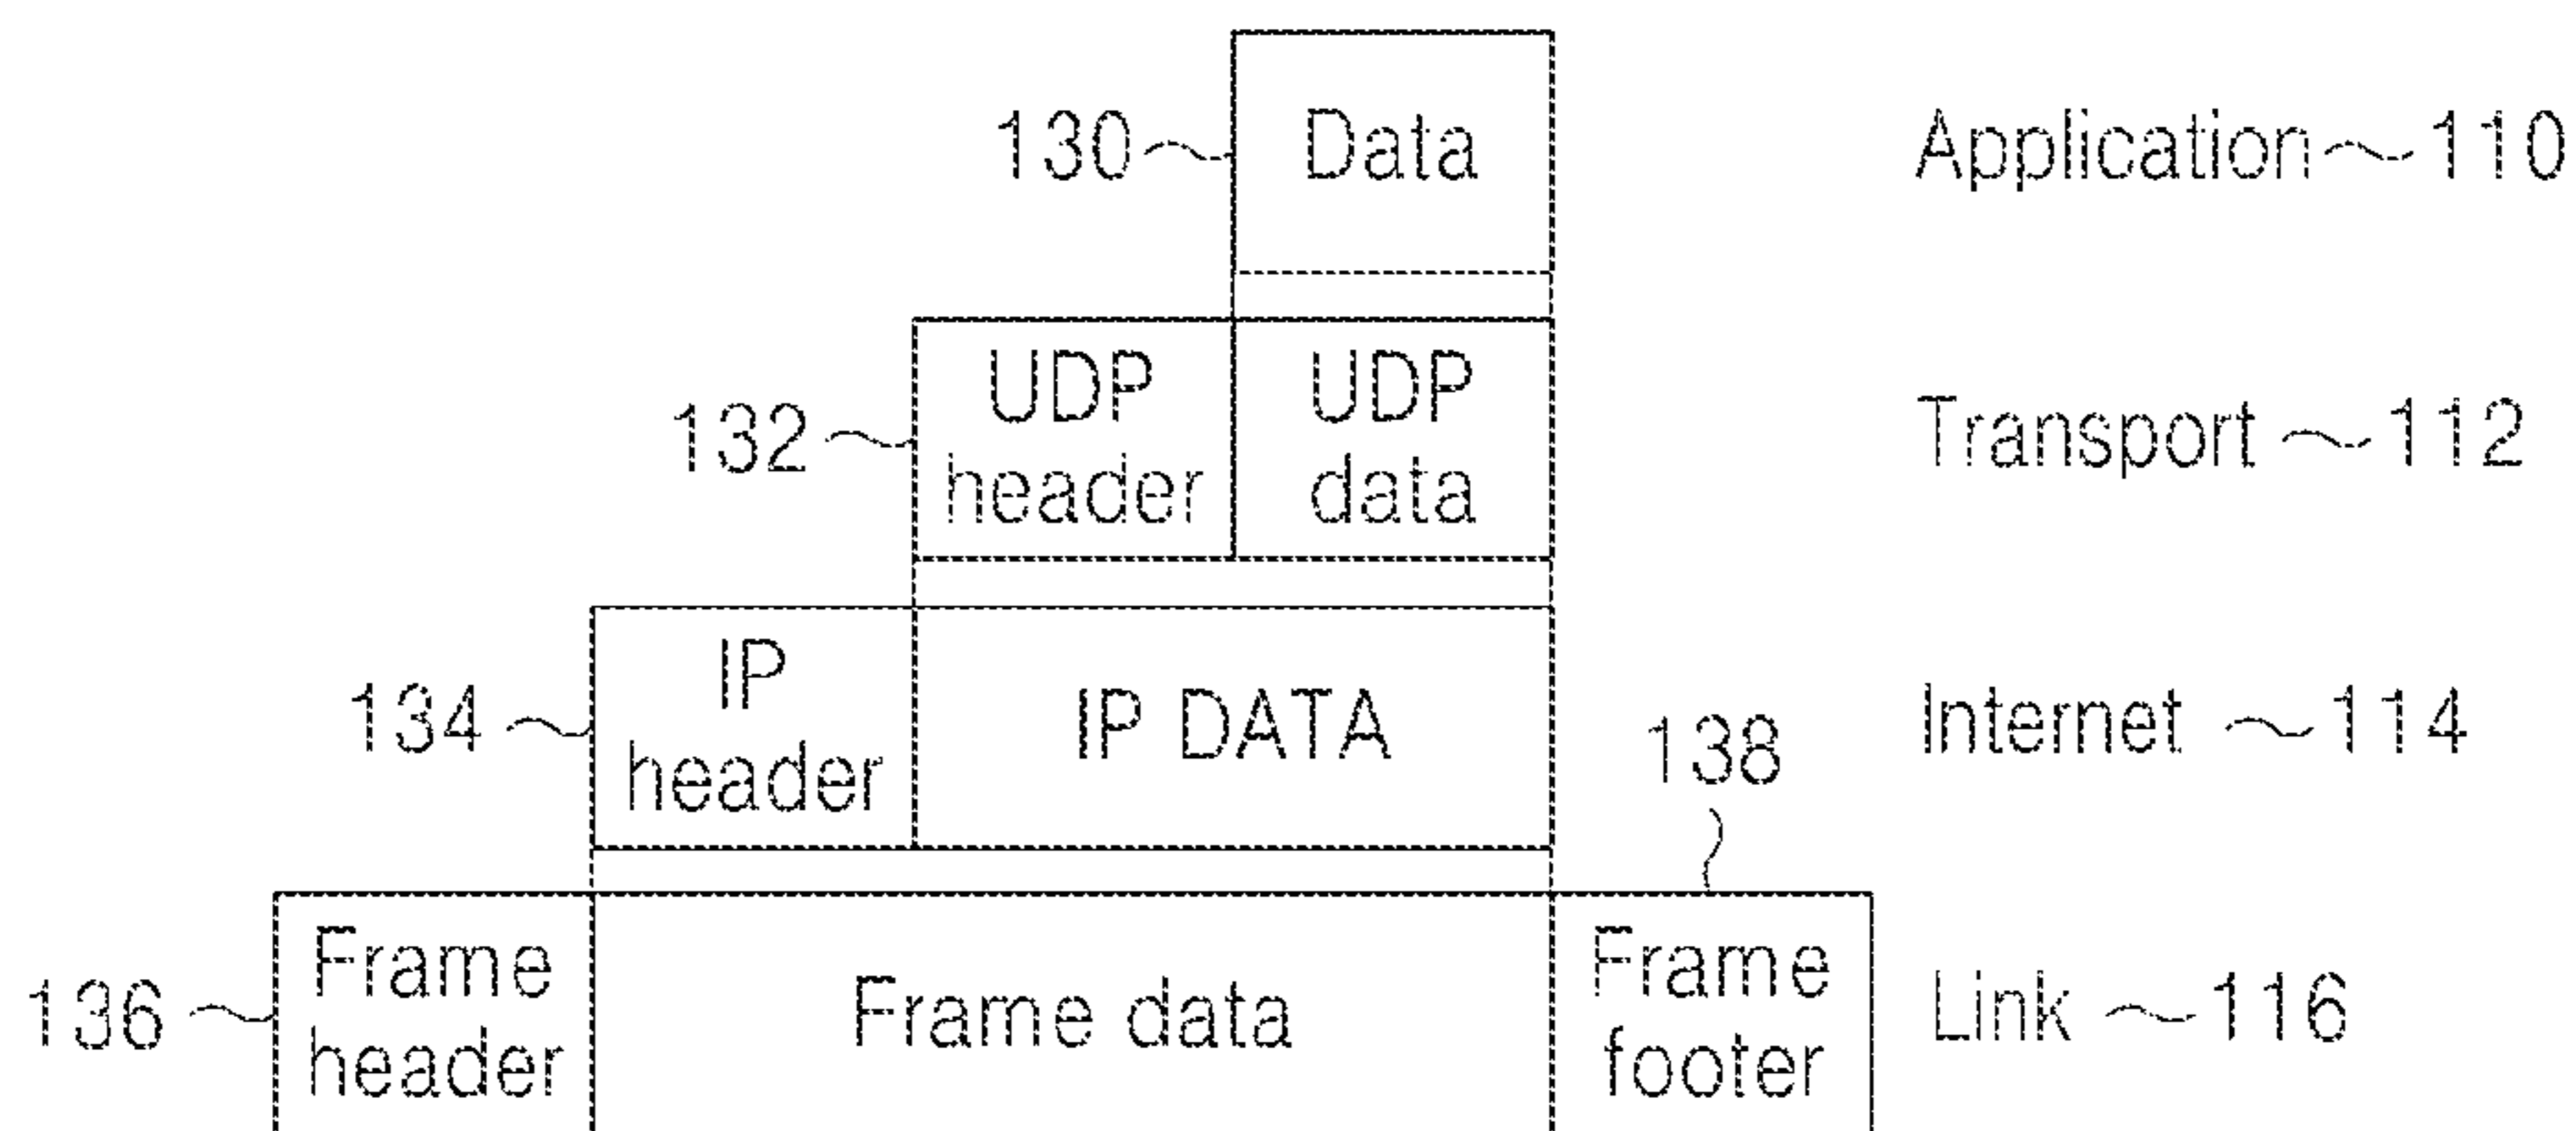 130
Data
Application
110
132
UDP
header
UDP
data
Transport
112
134
IP
header
IP DATA
138
Internet
114
136
Frame
header
Frame data
Frame
footer
Link
116